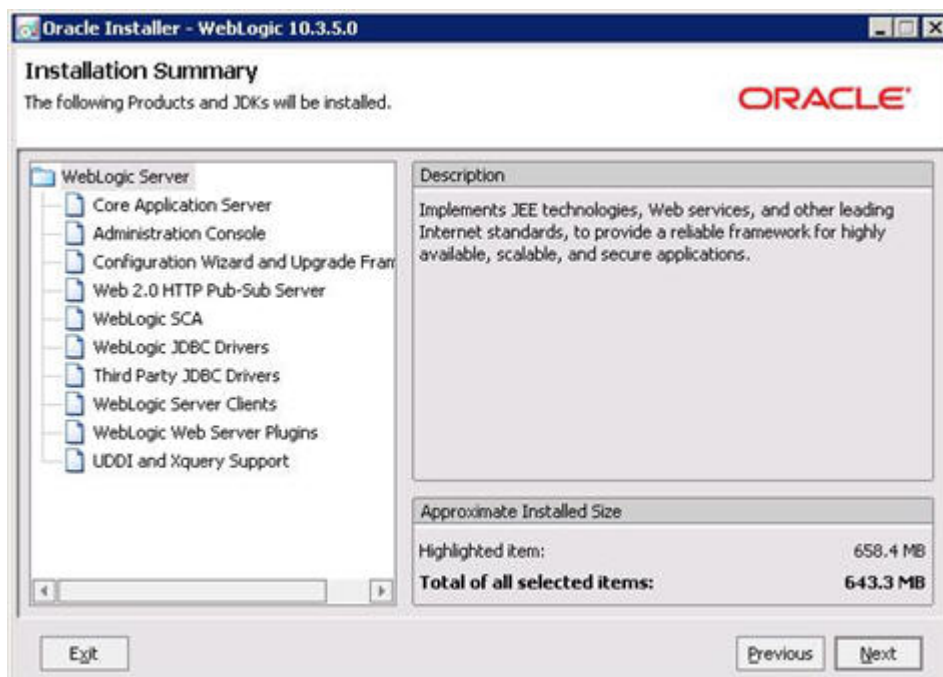 Oracle Installer - WebLogic 10.3.5.0
Installation Summary
The following Products and JDKs will be installed.
ORACLE
WebLogic Server
Core Application Server
Administration Console
Configuration Wizard and Upgrade Fran
Web 2.0 HTTP Pub-Sub Server
WebLogic SCA
WebLogic JDBC Drivers
Third Party JDBC Drivers
WebLogic Server Clients
WebLogic Web Server Plugins
UDDI and Xquery Support
Description
Implements JEE technologies, Web services, and other leading
Internet standards, to provide a reliable framework for highly
available, scalable, and secure applications.
Approximate Installed Size
Highlighted item: 658.4 MB
Total of all selected items: 643.3 MB
Exit
Previous
Next